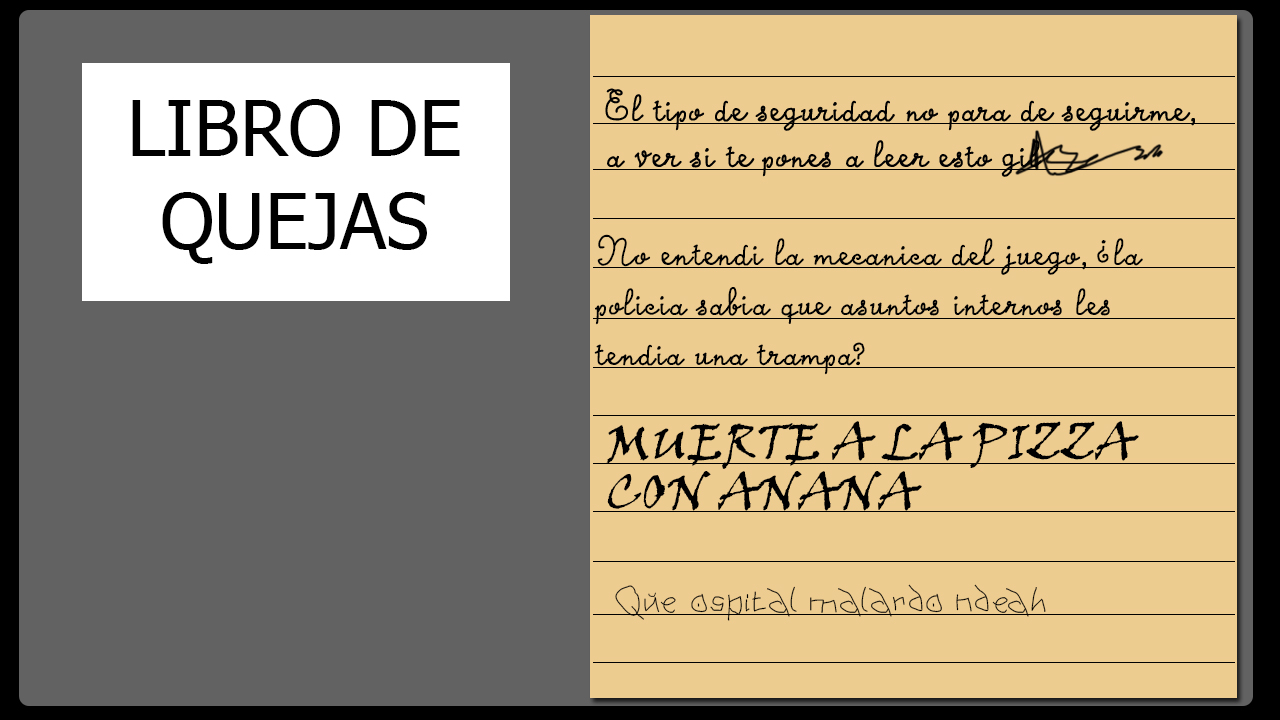 LIBRO DE
QUEJAS
El tipo de seguridad no para de seguirme,
a ver si te pones a leer esto
No entendi la mecanica del juego, ¿la
policia sabia que asuntos internos les
tendia una trampa?
MUERTE A LA PIZZA
CON ANANA
Que ospital malardo ndeah